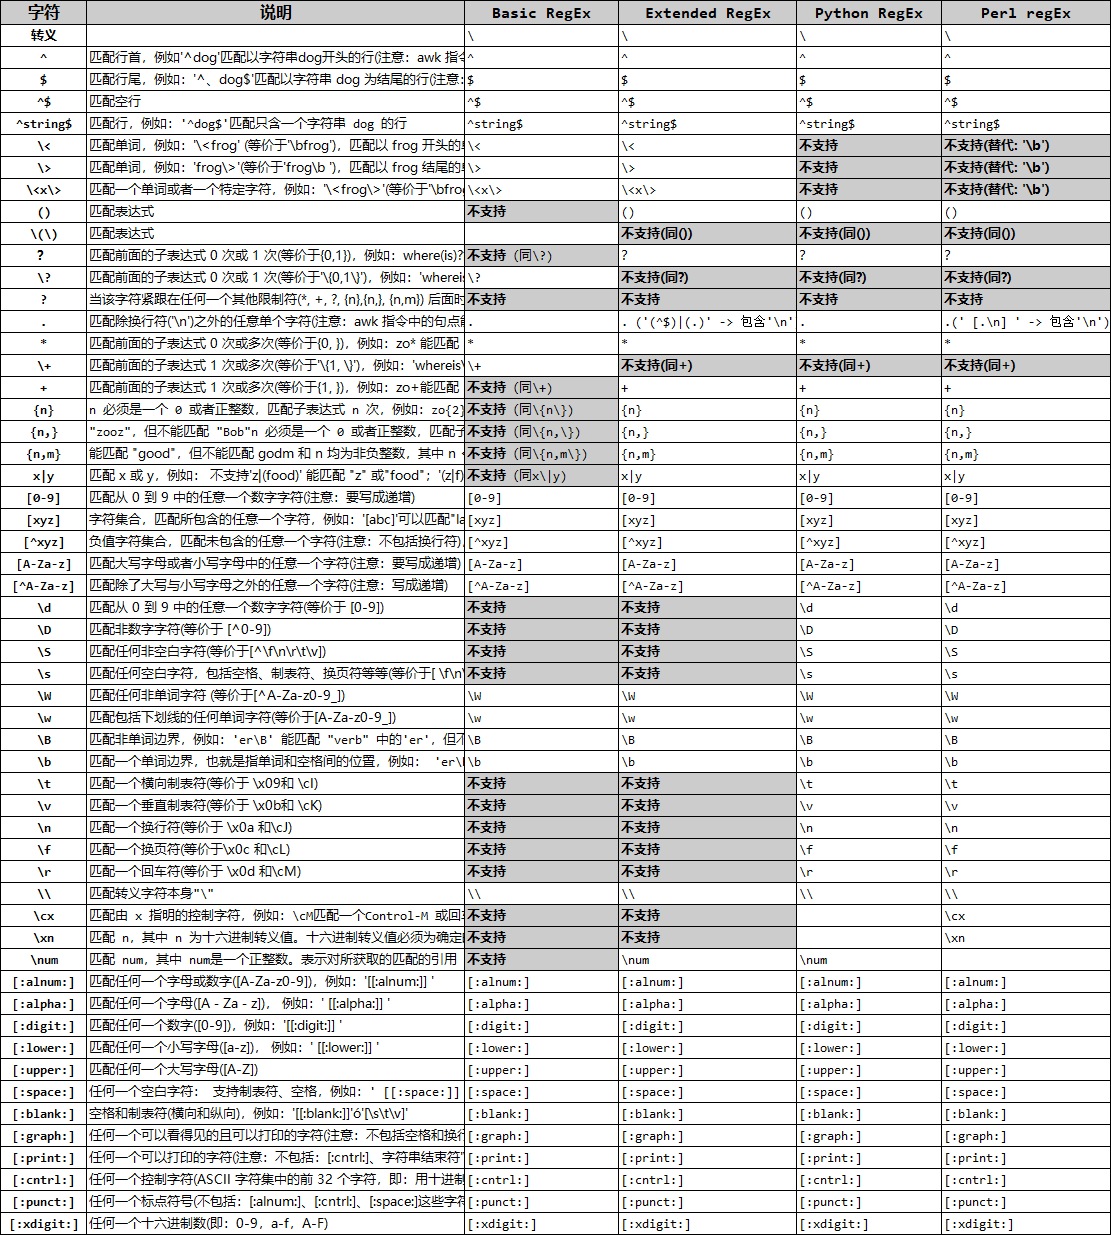 字符 说明 Basic RegEx Extended RegEx Python RegEx Perl regEx
转义 \ \ \ \
^ 匹配行首，例如'^dog'匹配以字符串dog开头的行(注意：awk 指令 ^ ^ ^ ^
$ 匹配行尾，例如：'^、dog$'匹配以字符串 dog 为结尾的行(注意： $ $ $ $
^$ 匹配空行 ^$ ^$ ^$ ^$
^string$ 匹配行，例如：'^dog$'匹配只含一个字符串 dog 的行 ^string$ ^string$ ^string$ ^string$
\< 匹配单词，例如：'\<frog' (等价于'\bfrog')，匹配以 frog 开头的 \< \< 不支持 不支持(替代: '\b')
\> 匹配单词，例如：'frog\>'(等价于'frog\b ')，匹配以 frog 结尾的 \> \> 不支持 不支持(替代: '\b')
\<x\> 匹配一个单词或者一个特定字符，例如：'\<frog\>'(等价于'\bfrog \<x\> \<x\> 不支持 不支持(替代: '\b')
() 匹配表达式 不支持 () () ()
\(\) 匹配表达式 不支持(同()) 不支持(同()) 不支持(同())
? 匹配前面的子表达式 0 次或 1 次(等价于{0,1})，例如：where(is)? 不支持（同\?) ? ? ?
\? 匹配前面的子表达式 0 次或 1 次(等价于'\{0,1\}')，例如：'whereis \? 不支持(同?) 不支持(同?) 不支持(同?)
? 当该字符紧跟在任何一个其他限制符(*, +, ?, {n},{n,}, {n,m}) 后面时 不支持 不支持 不支持 不支持
. 匹配除换行符('\n')之外的任意单个字符(注意：awk 指令中的句点 . . ('(^$)|(.)' -> 包含'\n' . .(' [.\n] ' -> 包含'\n')
* 匹配前面的子表达式 0 次或多次(等价于{0, })，例如：zo* 能匹配 * * * *
\+ 匹配前面的子表达式 1 次或多次(等价于'\{1, \}')，例如：'whereis\ \+ 不支持(同+) 不支持(同+) 不支持(同+)
+ 匹配前面的子表达式 1 次或多次(等价于{1, })，例如：zo+能匹配 不支持（同\+) + + +
{n} n 必须是一个 0 或者正整数，匹配子表达式 n 次，例如：zo{2} 不支持（同\{n\}) {n} {n} {n}
{n,} "zooz"，但不能匹配 "Bob"n 必须是一个 0 或者正整数，匹配子 不支持（同\{n,\}) {n,} {n,} {n,}
{n,m} 能匹配 "good"，但不能匹配 godm 和 n 均为非负整数，其中 n 不支持（同\{n,m\}) {n,m} {n,m} {n,m}
x|y 匹配 x 或 y，例如： 不支持'z|(food)' 能匹配 "z" 或"food"；'(z|f) 不支持（同x\|y) x|y x|y x|y
[0-9] 匹配从 0 到 9 中的任意一个数字字符(注意：要写成递增) [0-9] [0-9] [0-9] [0-9]
[xyz] 字符集合，匹配所包含的任意一个字符，例如：'[abc]'可以匹配"la [xyz] [xyz] [xyz] [xyz]
[^xyz] 负值字符集合，匹配未包含的任意一个字符(注意：不包括换行符)， [^xyz] [^xyz] [^xyz] [^xyz]
[A-Za-z] 匹配大写字母或者小写字母中的任意一个字符(注意：要写成递增) [A-Za-z] [A-Za-z] [A-Za-z] [A-Za-z]
[^A-Za-z] 匹配除了大写与小写字母之外的任意一个字符(注意：写成递增) [^A-Za-z] [^A-Za-z] [^A-Za-z] [^A-Za-z]
\d 匹配从 0 到 9 中的任意一个数字字符(等价于 [0-9]) 不支持 不支持 \d \d
\D 匹配非数字字符(等价于 [^0-9]) 不支持 不支持 \D \D
\S 匹配任何非空白字符(等价于[^\f\n\r\t\v]) 不支持 不支持 \S \S
\s 匹配任何空白字符，包括空格、制表符、换页符等等(等价于[ \f\n\ 不支持 不支持 \s \s
\W 匹配任何非单词字符 (等价于[^A-Za-z0-9_]) \W \W \W \W
\w 匹配包括下划线的任何单词字符(等价于[A-Za-z0-9_]) \w \w \w \w
\B 匹配非单词边界，例如：'er\B' 能匹配 "verb" 中的'er'，但不 \B \B \B \B
\b 匹配一个单词边界，也就是指单词和空格间的位置，例如： 'er\ \b \b \b \b
\t 匹配一个横向制表符(等价于 \x09和 \cI) 不支持 不支持 \t \t
\v 匹配一个垂直制表符(等价于 \x0b和 \cK) 不支持 不支持 \v \v
\n 匹配一个换行符(等价于 \x0a 和\cJ) 不支持 不支持 \n \n
\f 匹配一个换页符(等价于\x0c 和\cL) 不支持 不支持 \f \f
\r 匹配一个回车符(等价于 \x0d 和\cM) 不支持 不支持 \r \r
\\ 匹配转义字符本身"\" \\ \\ \\ \\
\cx 匹配由 x 指明的控制字符，例如：\cM匹配一个Control-M 或回 不支持 不支持 \cx
\xn 匹配 n，其中 n 为十六进制转义值。十六进制转义值必须为确定 不支持 不支持 \xn
\num 匹配 num，其中 num是一个正整数。表示对所获取的匹配的引用 不支持 \num \num
[:alnum:] 匹配任何一个字母或数字([A-Za-z0-9])，例如：'[[:alnum:]] ' [:alnum:] [:alnum:] [:alnum:] [:alnum:]
[:alpha:] 匹配任何一个字母([A - Za - z])， 例如：' [[:alpha:]] ' [:alpha:] [:alpha:] [:alpha:] [:alpha:]
[:digit:] 匹配任何一个数字([0-9])，例如：'[[:digit:]] ' [:digit:] [:digit:] [:digit:] [:digit:]
[:lower:] 匹配任何一个小写字母([a-z])， 例如：' [[:lower:]] ' [:lower:] [:lower:] [:lower:] [:lower:]
[:upper:] 匹配任何一个大写字母([A-Z]) [:upper:] [:upper:] [:upper:] [:upper:]
[:space:] 任何一个空白字符： 支持制表符、空格，例如：' [[:space:]] [:space:] [:space:] [:space:] [:space:]
[:blank:] 空格和制表符(横向和纵向)，例如：'[[:blank:]]'ó'[\s\t\v]' [:blank:] [:blank:] [:blank:] [:blank:]
[:graph:] 任何一个可以看得见的且可以打印的字符(注意：不包括空格和换行 [:graph:] [:graph:] [:graph:] [:graph:]
[:print:] 任何一个可以打印的字符(注意：不包括：[:cntrl:]、字符串结束符' [:print:] [:print:] [:print:] [:print:]
[:cntrl:] 任何一个控制字符(ASCII 字符集中的前 32 个字符，即：用十进制 [:cntrl:] [:cntrl:] [:cntrl:] [:cntrl:]
[:punct:] 任何一个标点符号(不包括：[:alnum:]、[:cntrl:]、[:space:]这些字符 [:punct:] [:punct:] [:punct:] [:punct:]
[:xdigit:] 任何一个十六进制数(即：0-9，a-f，A-F) [:xdigit:] [:xdigit:] [:xdigit:] [:xdigit:]